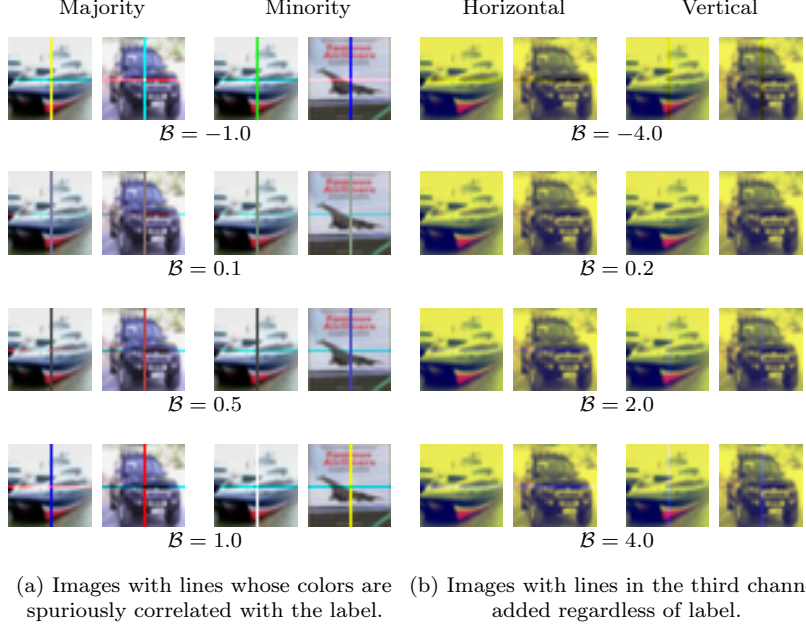 Majority Minority Horizontal Vertical
B = −1.0 B = −4.0
B = 0.1 B = 0.2
B = 0.5 B = 2.0
B = 1.0 B = 4.0
(a) Images with lines whose colors are (b) Images with lines in the third chann
spuriously correlated with the label. added regardless of label.